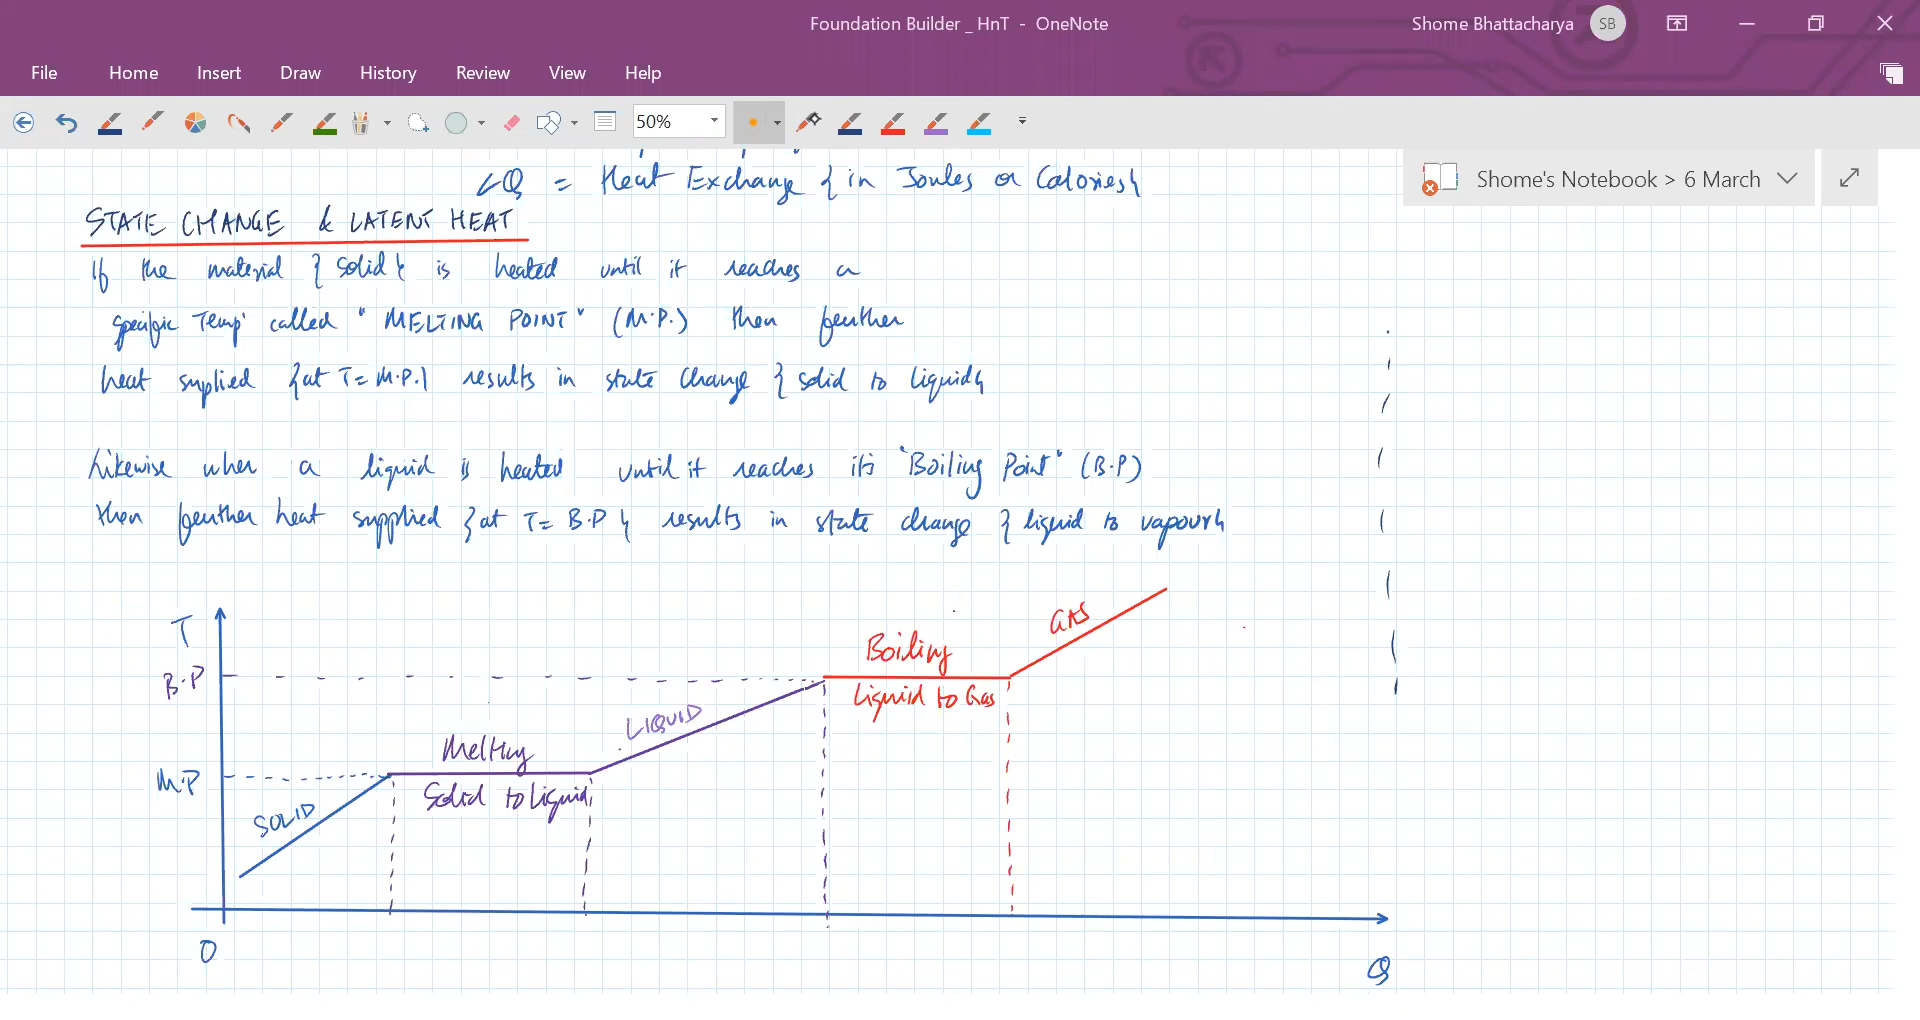 Foundation Builder _ HnT - OneNote
Shome Bhattacharya SB
File Home Insert Draw History Review View Help
50%
Shome's Notebook > 6 March
∠Q = Heat Exchange { in Joules or Calories}
STATE CHANGE & LATENT HEAT
If the material { solid } is heated until it reaches a
specific Temp' called "MELTING POINT" (M.P.) then further
heat supplied {at T = M.P.} results in state change { solid to liquid}
Likewise when a liquid is heated until it reaches its "Boiling Point" (B.P)
then further heat supplied {at T = B.P } results in state change { liquid to vapour}
T
GAS
Boiling
B.P
Liquid to Gas
LIQUID
Melting
M.P
Solid to liquid
SOLID
O
Q